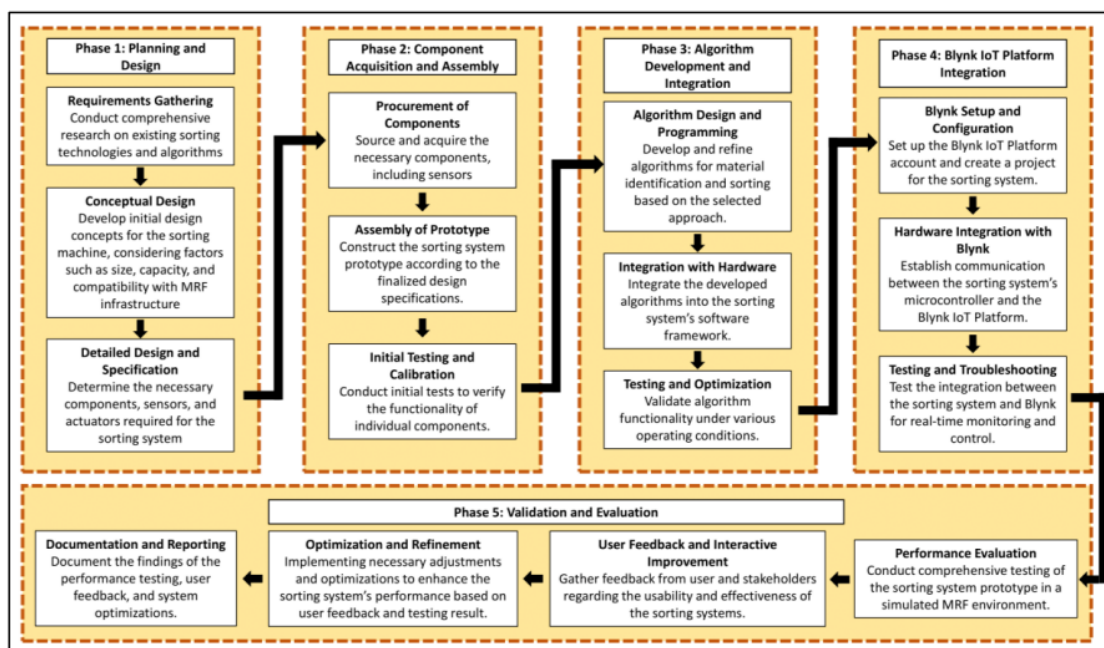 Phase 1: Planning and
Design
Requirements Gathering
Conduct comprehensive
research on existing sorting
technologies and algorithms
Conceptual Design
Develop initial design
concepts for the sorting
machine, considering factors
such as size, capacity, and
compatibility with MRF
infrastructure
Detailed Design and
Specification
Determine the necessary
components, sensors, and
actuators required for the
sorting system
Phase 2: Component
Acquisition and Assembly
Procurement of
Components
Source and acquire the
necessary components,
including sensors
Assembly of Prototype
Construct the sorting system
prototype according to the
finalized design
specifications.
Initial Testing and
Calibration
Conduct initial tests to verify
the functionality of
individual components.
Phase 3: Algorithm
Development and
Integration
Algorithm Design and
Programming
Develop and refine
algorithms for material
identification and sorting
based on the selected
approach.
Integration with Hardware
Integrate the developed
algorithms into the sorting
system's software
framework.
Testing and Optimization
Validate algorithm
functionality under various
operating conditions.
Phase 4: Blynk IoT Platform
Integration
Blynk Setup and
Configuration
Set up the Blynk IoT Platform
account and create a project
for the sorting system.
Hardware Integration with
Blynk
Establish communication
between the sorting system's
microcontroller and the
Blynk IoT Platform.
Testing and Troubleshooting
Test the integration between
the sorting system and Blynk
for real-time monitoring and
control.
Phase 5: Validation and Evaluation
Performance Evaluation
Conduct comprehensive testing
of the sorting system prototype in
a simulated MRF environment.
User Feedback and Interactive
Improvement
Gather feedback from user and stakeholders
regarding the usability and effectiveness of
the sorting systems.
Optimization and Refinement
Implementing necessary adjustments
and optimizations to enhance the
sorting system's performance based on
user feedback and testing result.
Documentation and Reporting
Document the findings of the
performance testing, user
feedback, and system
optimizations.